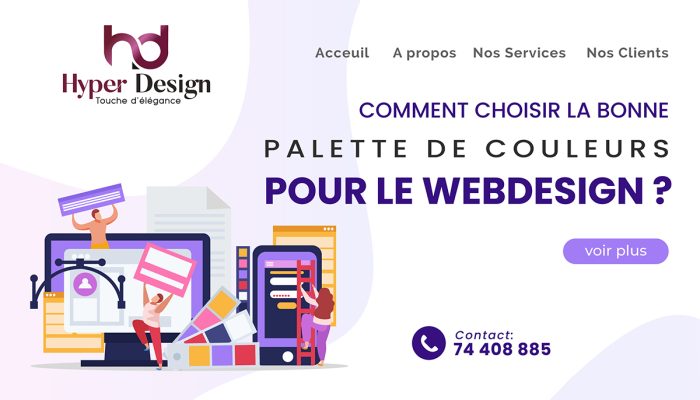 hd
Hyper Design
Touche d'élégance
Acceuil A propos Nos Services Nos Clients
COMMENT CHOISIR LA BONNE
PALETTE DE COULEURS
POUR LE WEBDESIGN ?
voir plus
Contact:
74 408 885